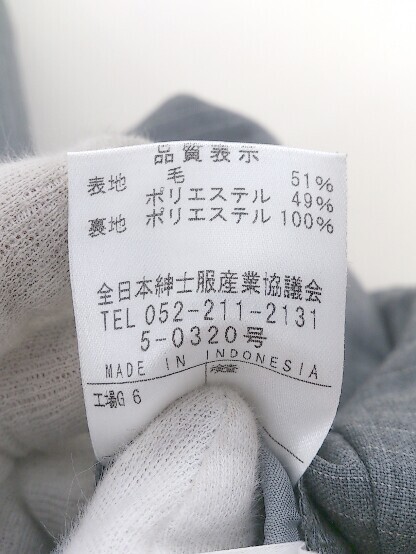 品質表示
表地 毛 51%
ポリエステル 49%
裏地 ポリエステル 100%
全日本紳士服産業協議会
TEL 052-211-2131
5-0320号
MADE IN INDONESIA
工場G 6